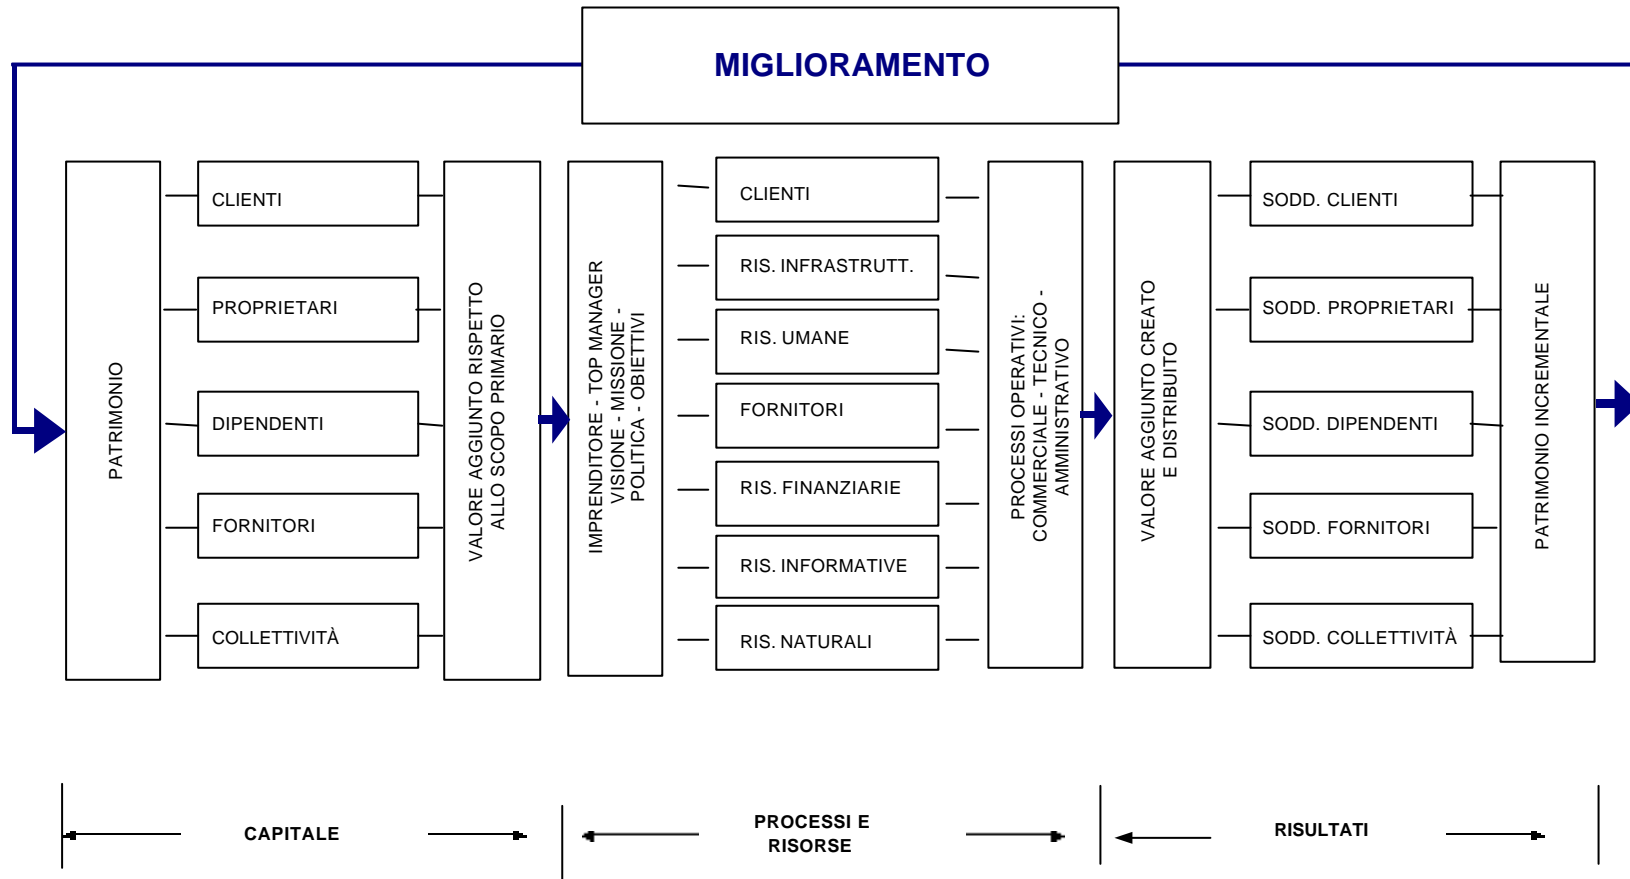 MIGLIORAMENTO
PATRIMONIO
CLIENTI
PROPRIETARI
DIPENDENTI
FORNITORI
COLLETTIVITÀ
VALORE AGGIUNTO RISPETTO
ALLO SCOPO PRIMARIO
IMPRENDITORE - TOP MANAGER
VISIONE - MISSIONE -
POLITICA - OBIETTIVI
CLIENTI
RIS. INFRASTRUTT.
RIS. UMANE
FORNITORI
RIS. FINANZIARIE
RIS. INFORMATIVE
RIS. NATURALI
PROCESSI OPERATIVI:
COMMERCIALE - TECNICO -
AMMINISTRATIVO
VALORE AGGIUNTO CREATO
E DISTRIBUITO
SODD. CLIENTI
SODD. PROPRIETARI
SODD. DIPENDENTI
SODD. FORNITORI
SODD. COLLETTIVITÀ
PATRIMONIO INCREMENTALE
CAPITALE
PROCESSI E
RISORSE
RISULTATI